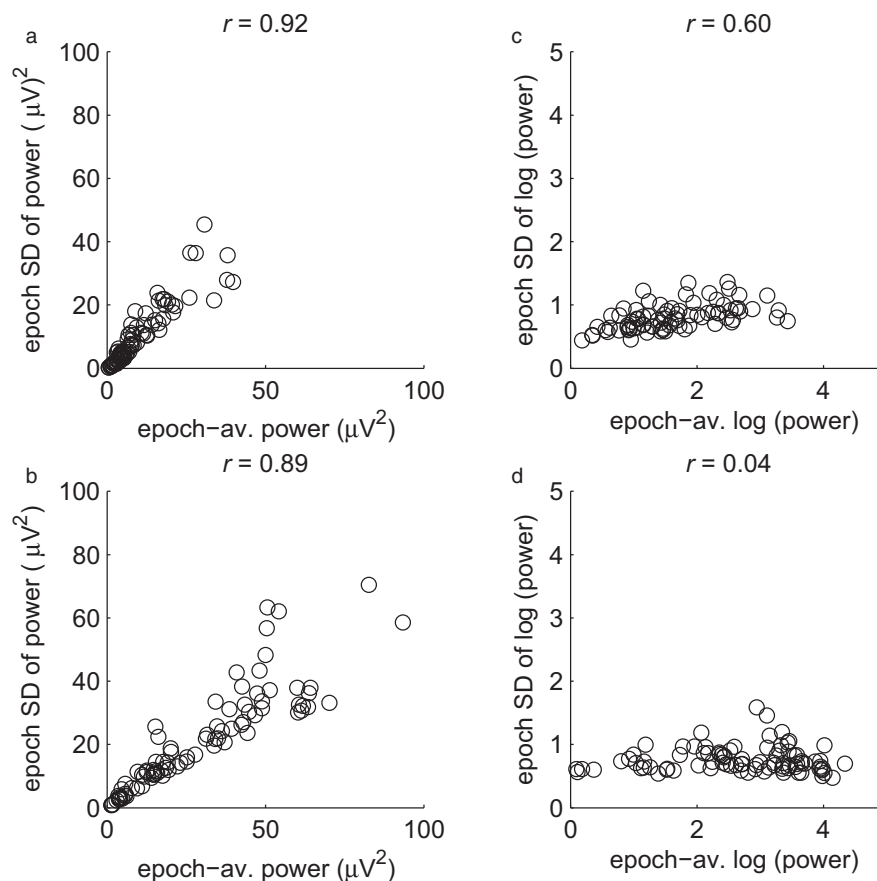 a
r = 0.92
100
80
60
40
20
0
epoch SD of power ( μV)²
0
50
100
epoch−av. power (μV²)
c
r = 0.60
5
4
3
2
1
0
epoch SD of log (power)
0
2
4
epoch−av. log (power)
b
r = 0.89
100
80
60
40
20
0
epoch SD of power ( μV²)
0
50
100
epoch−av. power (μV²)
d
r = 0.04
5
4
3
2
1
0
epoch SD of log (power)
0
2
4
epoch−av. log (power)